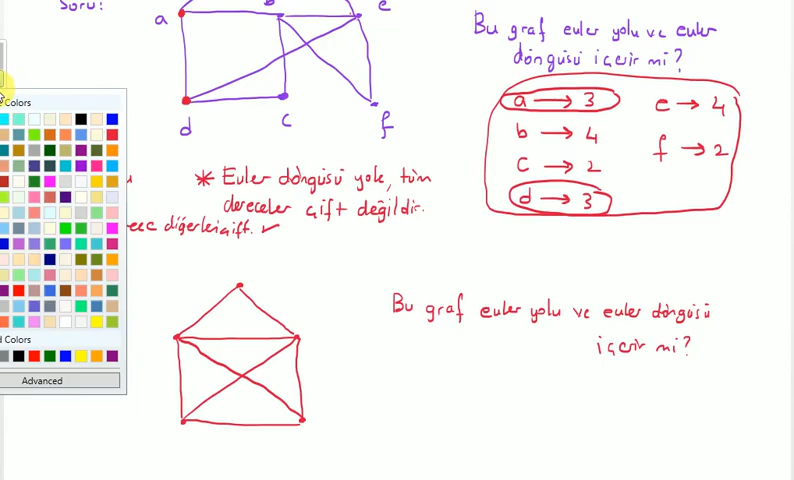 Soru:
a
e
Bu graf euler yolu ve euler
döngüsü içerir mi?
a → 3
e → 4
b → 4
f → 2
c → 2
d → 3
d
c
f
* Euler döngüsü yok, tüm
dereceler çift değildir.
diğerleri çift. ✓
Bu graf euler yolu ve euler döngüsü
içerir mi?
Colors
Colors
Advanced